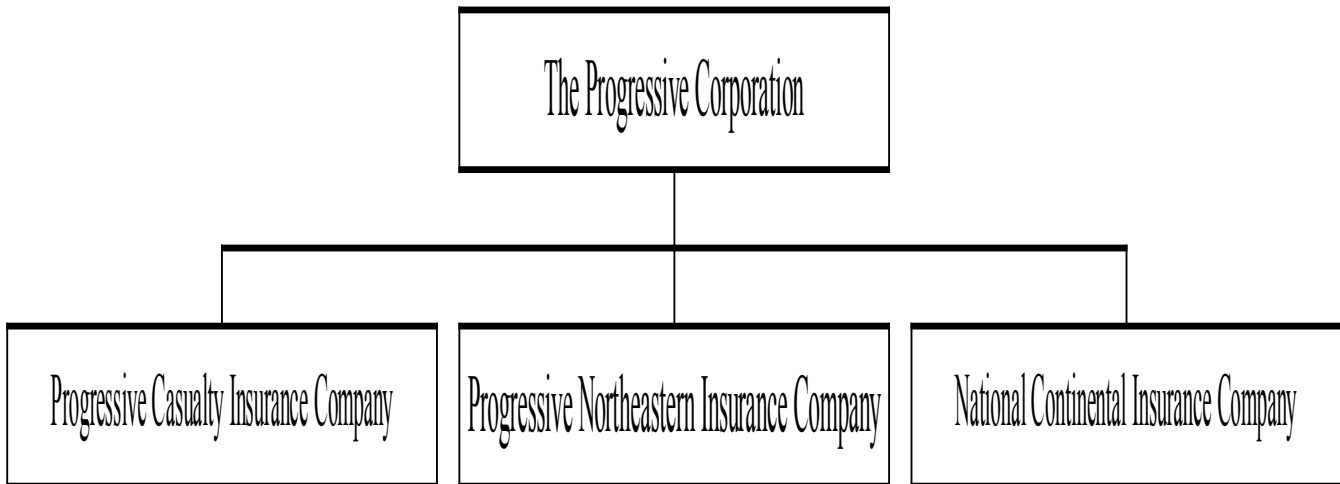 The Progressive Corporation
Progressive Casualty Insurance Company
Progressive Northeastern Insurance Company
National Continental Insurance Company